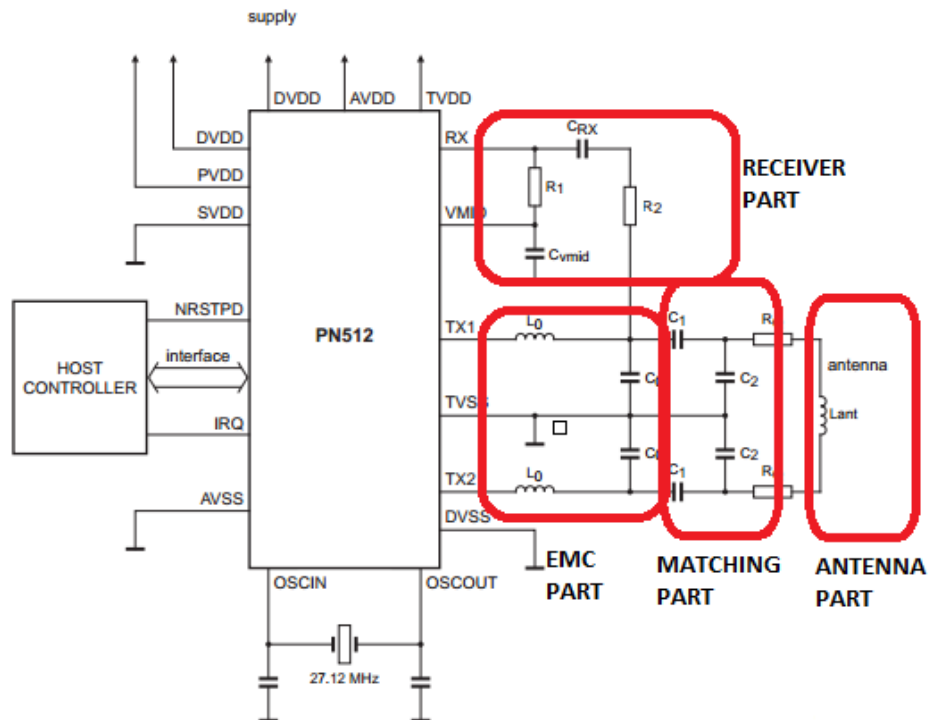 supply
DVDD AVDD TVDD
DVDD
PVDD
SVDD
NRSTPD
interface
IRQ
AVSS
HOST
CONTROLLER
PN512
RX
VMID
TX1
TVSS
TX2
DVSS
OSCIN
OSCOUT
27.12 MHz
CRX
R1
R2
Cvmid
RECEIVER
PART
L0
C1
C2
antenna
Lant
C2
L0
C1
EMC
PART
MATCHING
PART
ANTENNA
PART